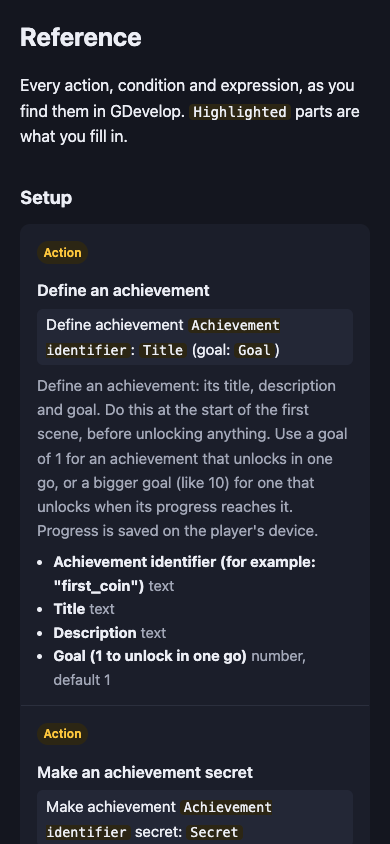 Reference
Every action, condition and expression, as you
find them in GDevelop. Highlighted parts are
what you fill in.
Setup
Action
Define an achievement
Define achievement Achievement
identifier: Title (goal: Goal)
Define an achievement: its title, description
and goal. Do this at the start of the first
scene, before unlocking anything. Use a goal
of 1 for an achievement that unlocks in one
go, or a bigger goal (like 10) for one that
unlocks when its progress reaches it.
Progress is saved on the player's device.
• Achievement identifier (for example:
"first_coin") text
• Title text
• Description text
• Goal (1 to unlock in one go) number,
default 1
Action
Make an achievement secret
Make achievement Achievement
identifier secret: Secret